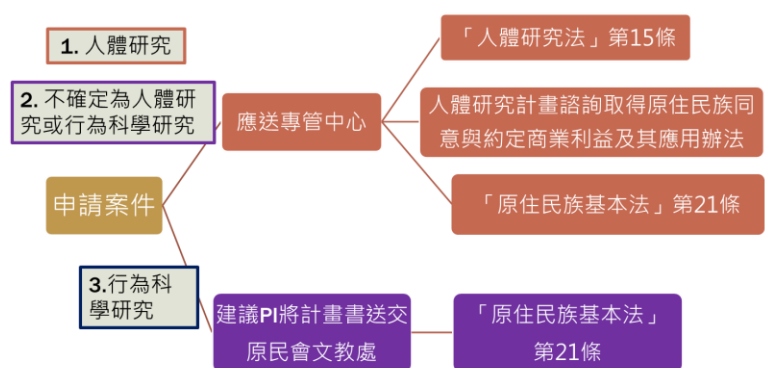 1. 人體研究
2. 不確定為人體研
究或行為科學研究
申請案件
3.行為科
學研究
應送專管中心
「人體研究法」第15條
人體研究計畫諮詢取得原住民族同
意與約定商業利益及其應用辦法
「原住民族基本法」第21條
建議PI將計畫書送交
原民會文教處
「原住民族基本法」
第21條